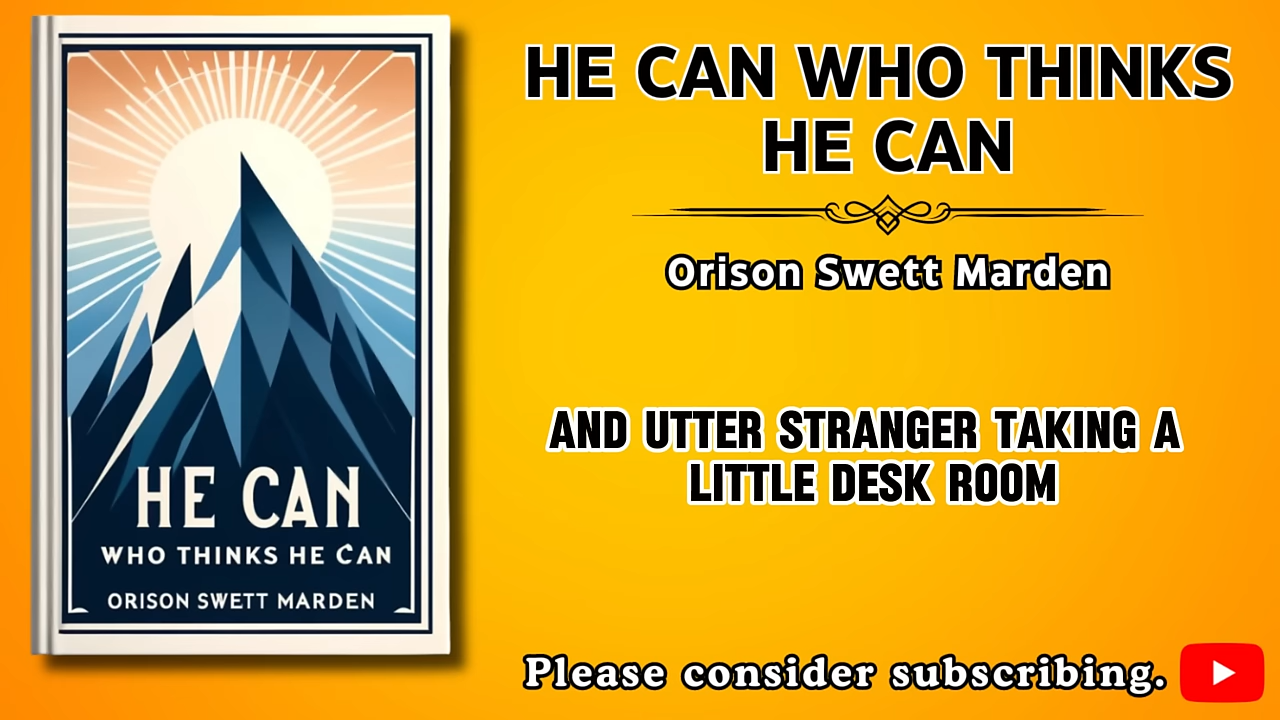 HE CAN
WHO THINKS HE CAN
ORISON SWETT MARDEN
HE CAN WHO THINKS
HE CAN
Orison Swett Marden
AND UTTER STRANGER TAKING A
LITTLE DESK ROOM
Please consider subscribing.